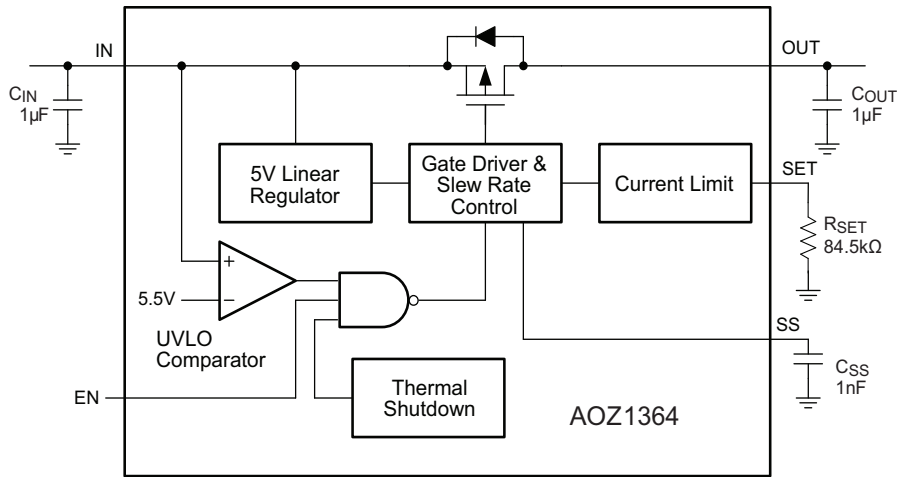 IN
OUT
CIN
1µF
COUT
1µF
5V Linear
Regulator
Gate Driver &
Slew Rate
Control
Current Limit
SET
RSET
84.5kΩ
+
5.5V
−
UVLO
Comparator
SS
CSS
1nF
EN
Thermal
Shutdown
AOZ1364